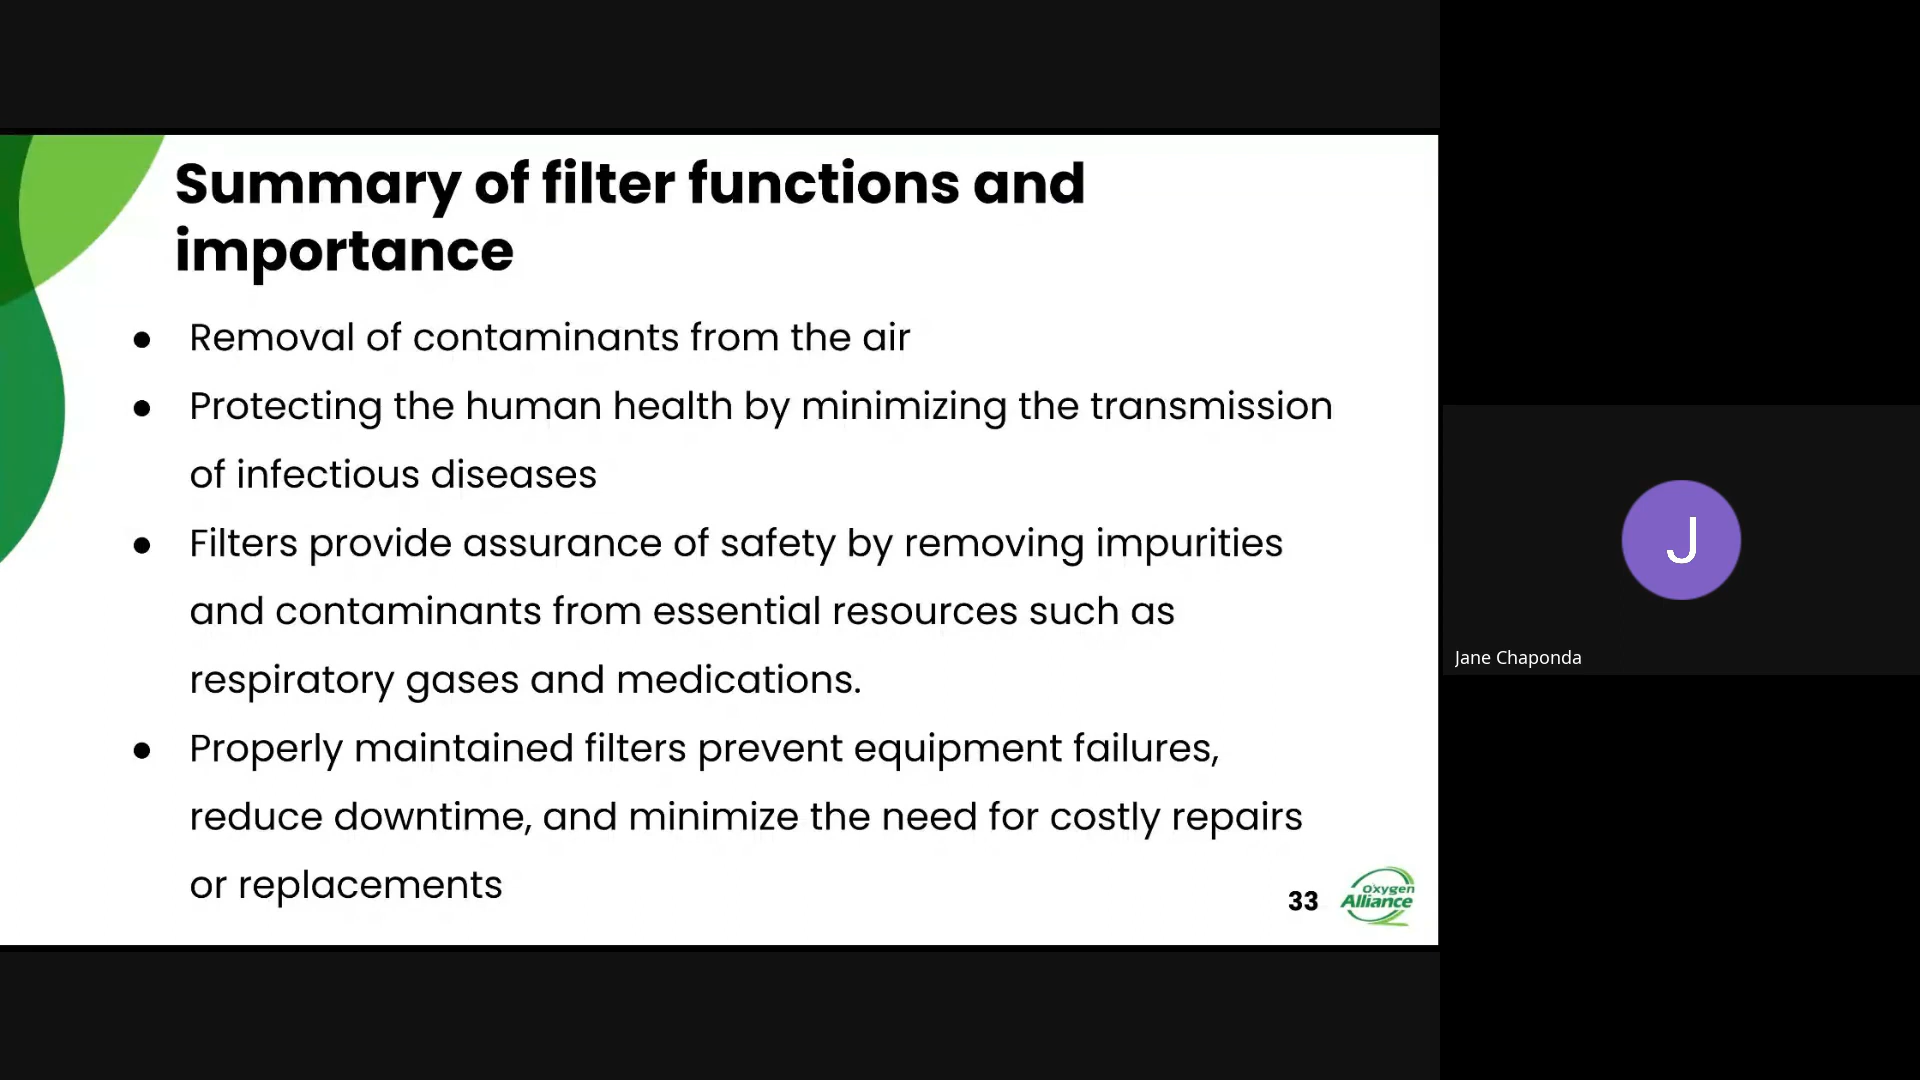 Summary of filter functions and
importance
● Removal of contaminants from the air
● Protecting the human health by minimizing the transmission
of infectious diseases
● Filters provide assurance of safety by removing impurities
and contaminants from essential resources such as
respiratory gases and medications.
● Properly maintained filters prevent equipment failures,
reduce downtime, and minimize the need for costly repairs
or replacements
33
Oxygen
Alliance
J
Jane Chaponda